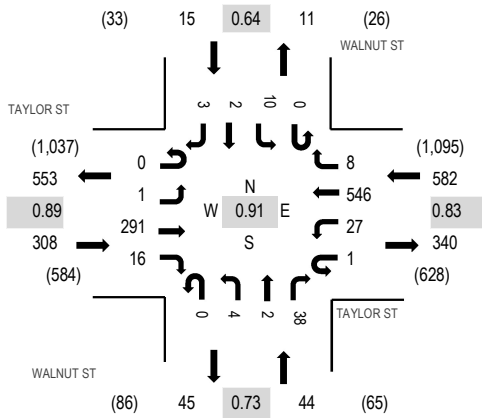 (33) 15 0.64 11 (26)
WALNUT ST
TAYLOR ST
3 2 10 0
(1,037) (1,095)
553 0 8 582
0.89 1 546 0.83
N
W 0.91 E
S
308 291 27 340
16 1
(584) (628)
0 4 2 38
TAYLOR ST
WALNUT ST
(86) 45 0.73 44 (65)